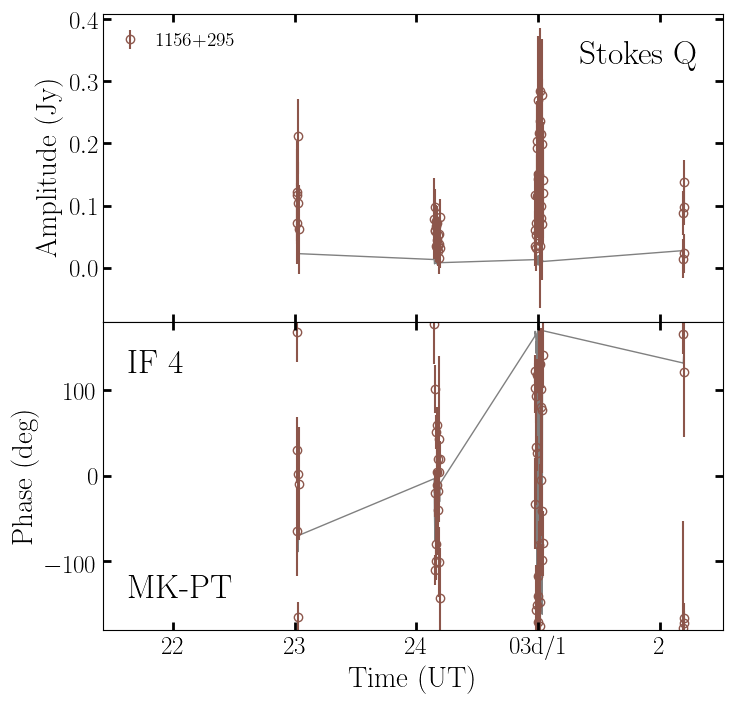 0.4
1156+295
Stokes Q
0.3
0.2
0.1
0.0
Amplitude (Jy)
IF 4
100
0
−100
Phase (deg)
MK-PT
22 23 24 03d/1 2
Time (UT)